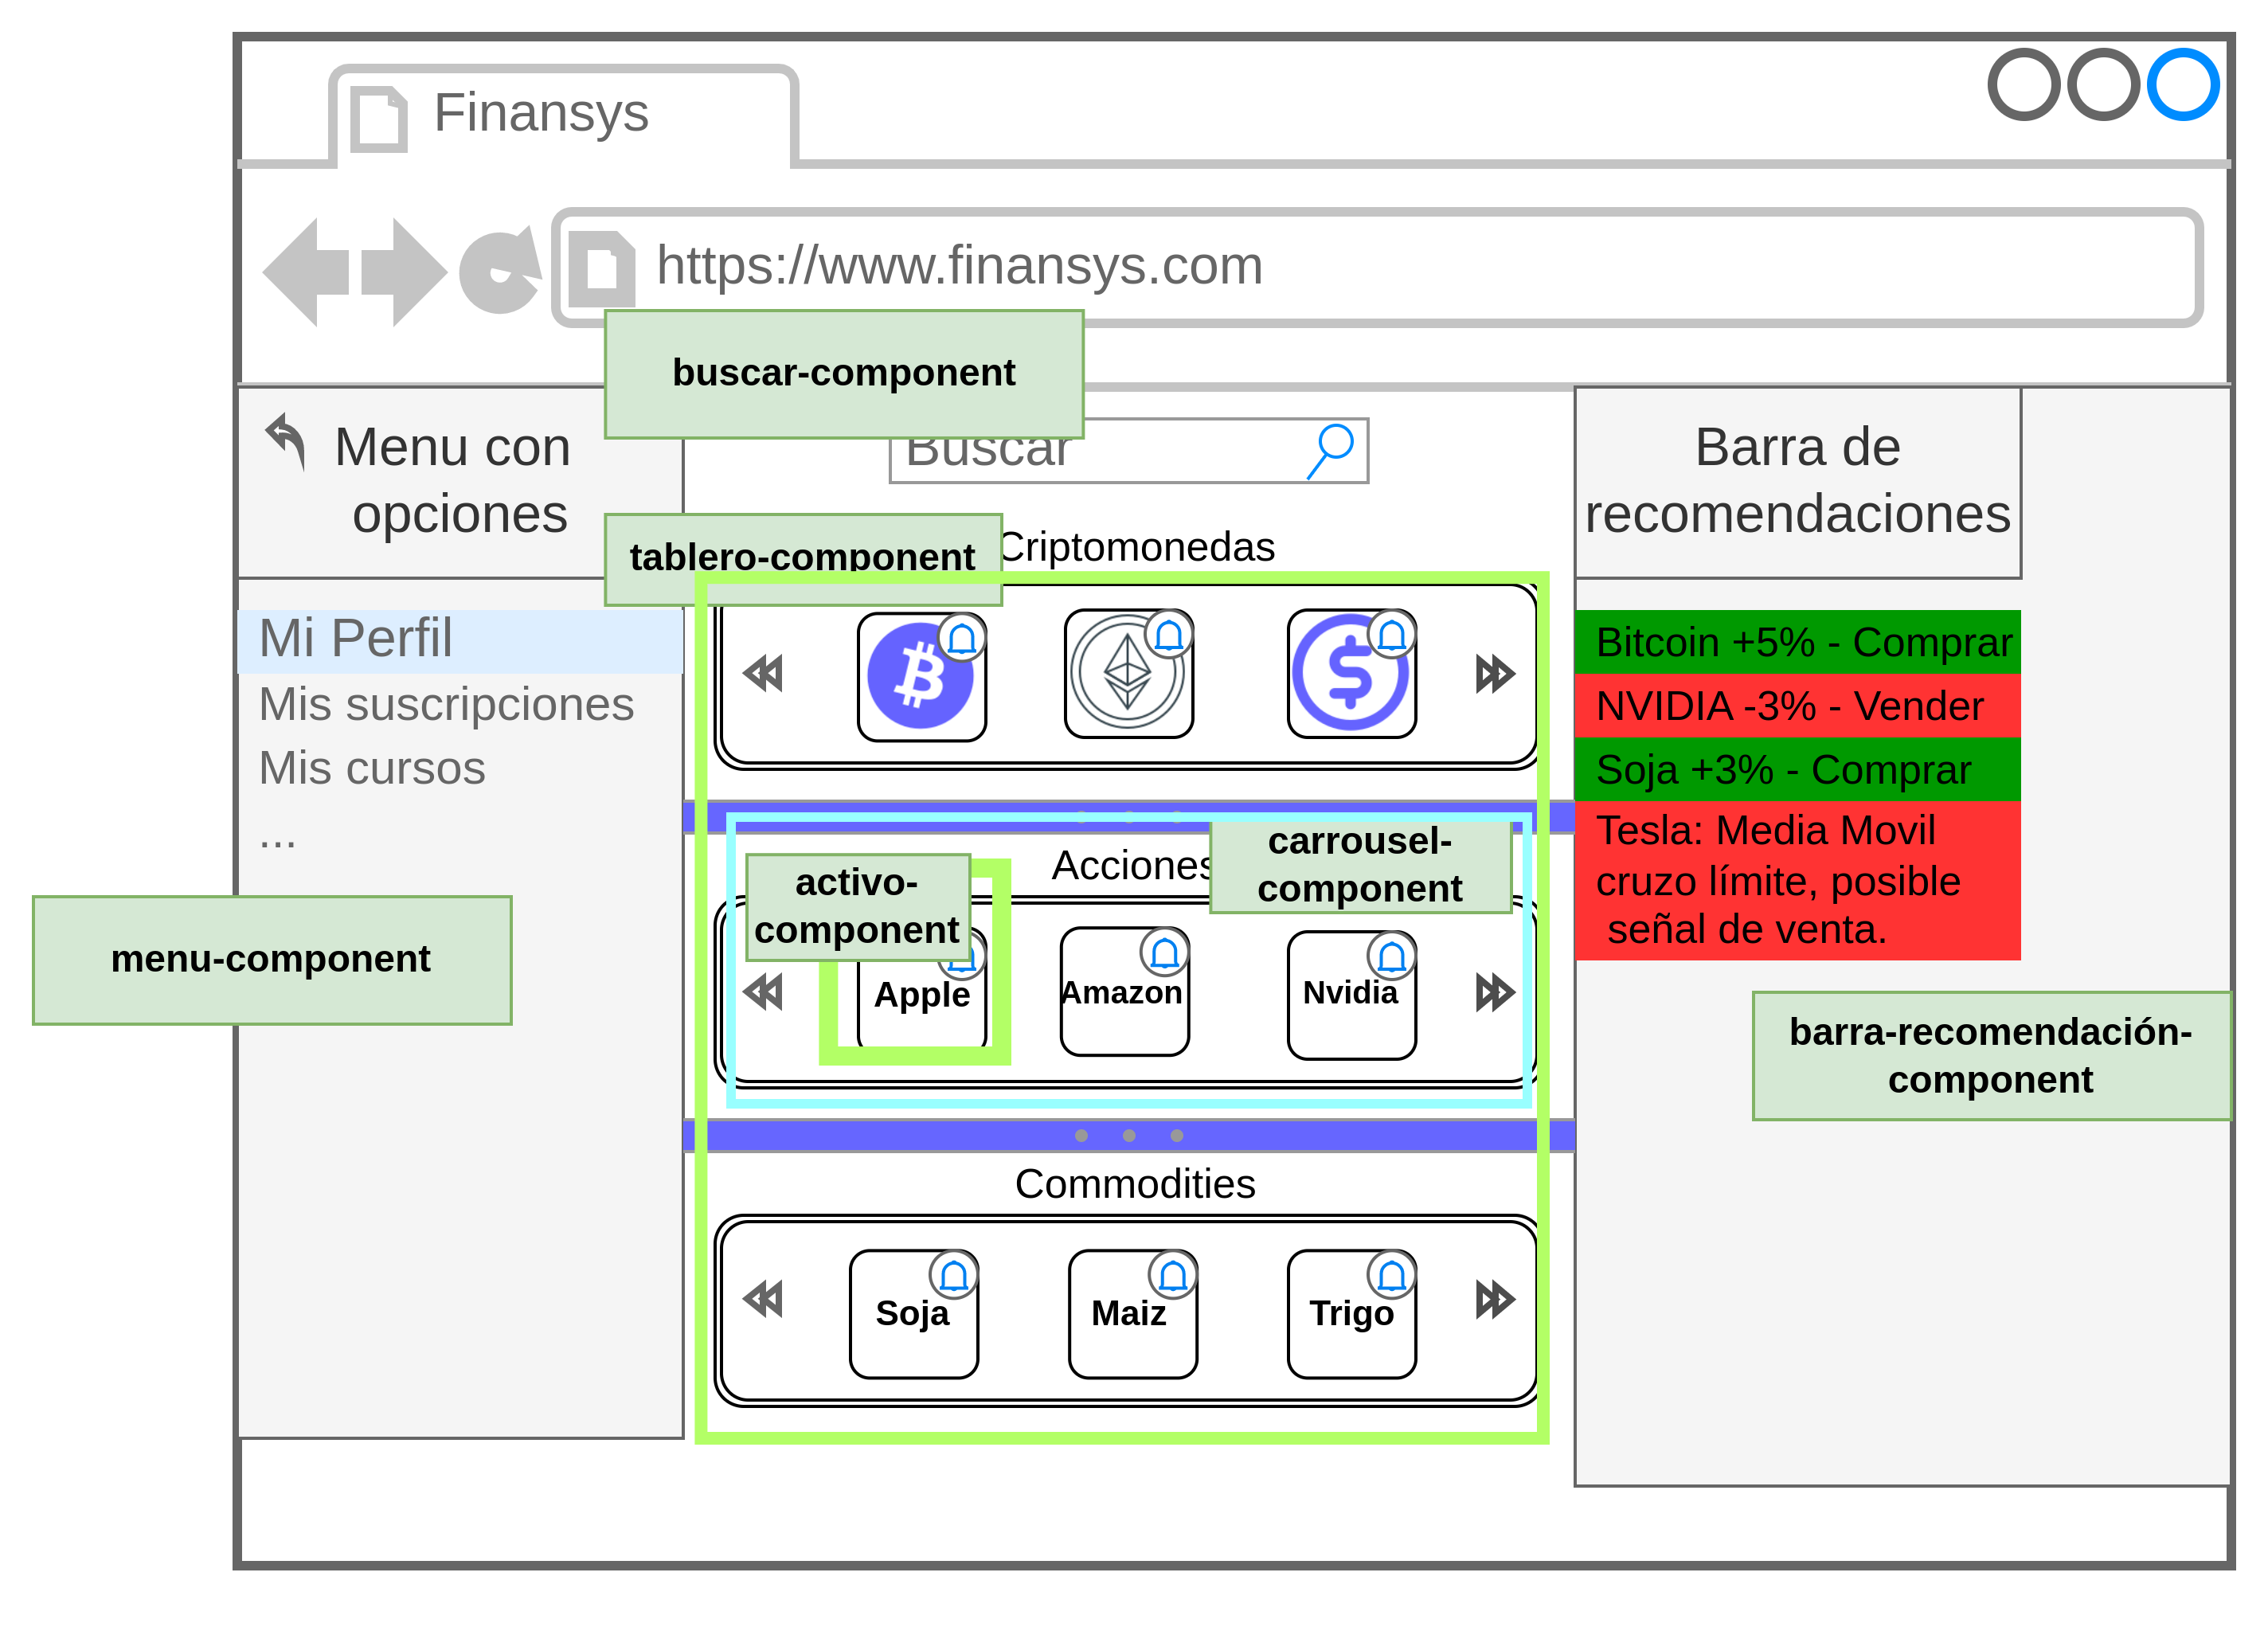 Finansys
https://www.finansys.com
buscar-component
Menu con
opciones
Buscar
Barra de
recomendaciones
tablero-component
Criptomonedas
Mi Perfil
Mis suscripciones
Mis cursos
...
Bitcoin +5% - Comprar
NVIDIA -3% - Vender
Soja +3% - Comprar
Tesla: Media Movil
cruzo límite, posible
señal de venta.
carrousel-
component
Acciones
activo-
component
Apple
Amazon
Nvidia
menu-component
barra-recomendación-
component
Commodities
Soja
Maiz
Trigo